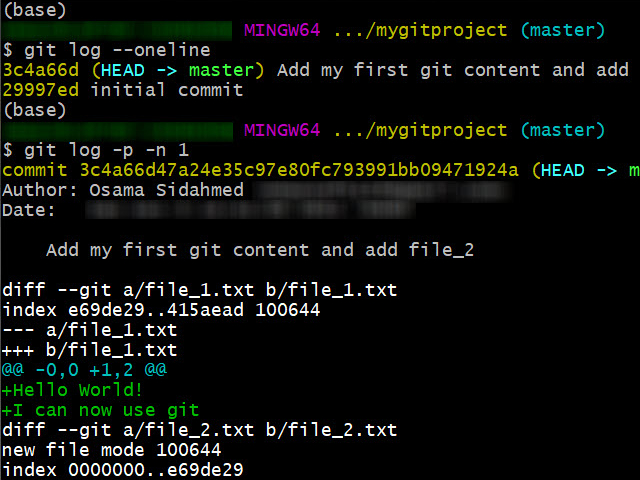 (base)
MINGW64 .../mygitproject (master)
$ git log --oneline
3c4a66d (HEAD -> master) Add my first git content and add
29997ed initial commit
(base)
MINGW64 .../mygitproject (master)
$ git log -p -n 1
commit 3c4a66d47a24e35c97e80fc793991bb09471924a (HEAD -> m
Author: Osama Sidahmed
Date:
Add my first git content and add file_2
diff --git a/file_1.txt b/file_1.txt
index e69de29..415aead 100644
--- a/file_1.txt
+++ b/file_1.txt
@@ -0,0 +1,2 @@
+Hello World!
+I can now use git
diff --git a/file_2.txt b/file_2.txt
new file mode 100644
index 0000000..e69de29